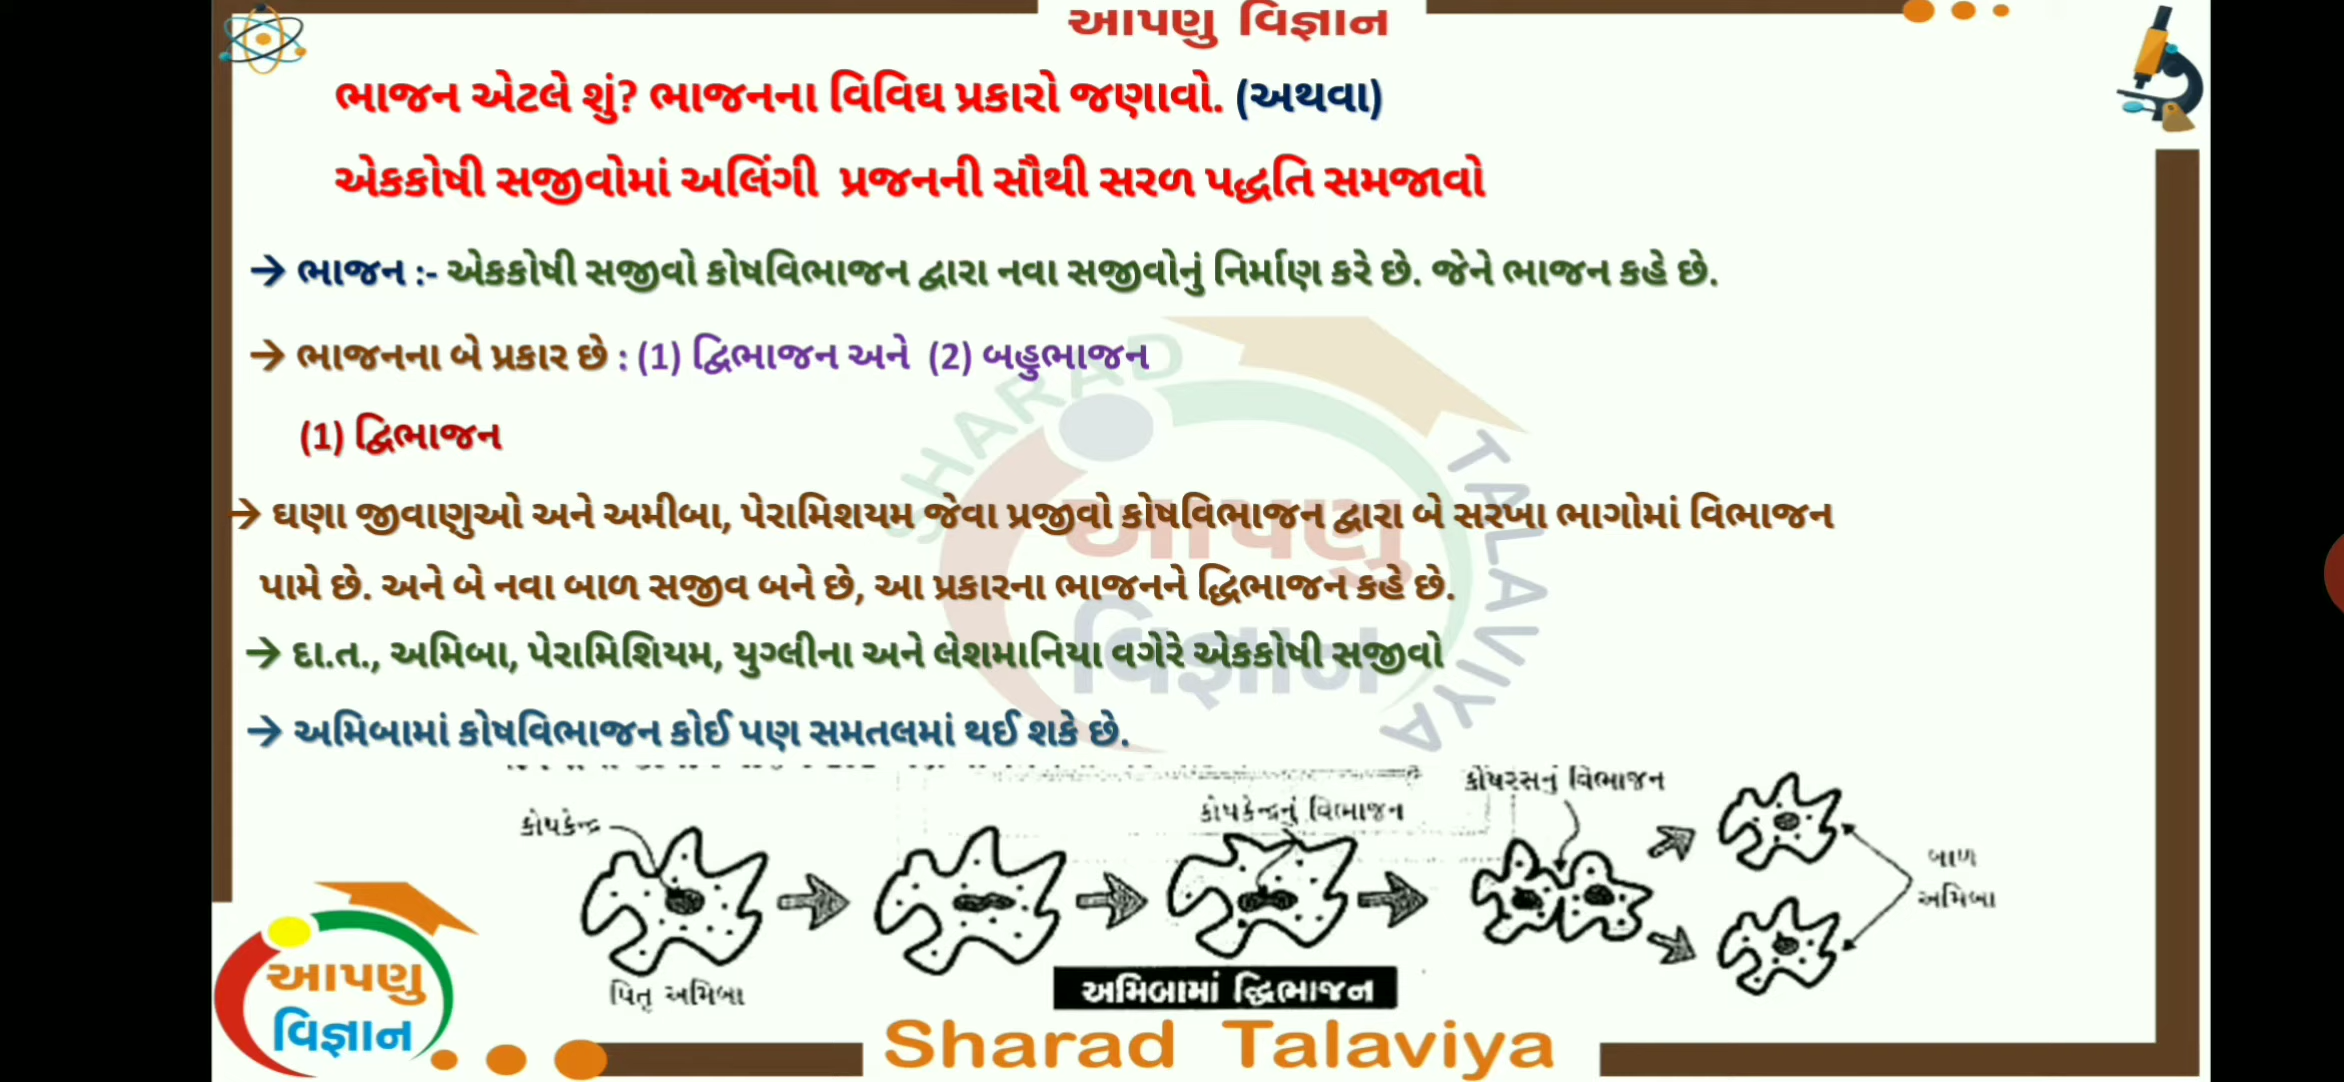 આપણુ વિજ્ઞાન
ભાજન એટલે શું? ભાજનના વિવિઘ પ્રકારો જણાવો. (અથવા)
એકકોષી સજીવોમાં અલિંગી પ્રજનની સૌથી સરળ પદ્ધતિ સમજાવો
→ ભાજન :- એકકોષી સજીવો કોષવિભાજન દ્વારા નવા સજીવોનું નિર્માણ કરે છે. જેને ભાજન કહે છે.
→ ભાજનના બે પ્રકાર છે : (1) દ્વિભાજન અને (2) બહુભાજન
(1) દ્વિભાજન
→ ઘણા જીવાણુઓ અને અમીબા, પેરામિશયમ જેવા પ્રજીવો કોષવિભાજન દ્વારા બે સરખા ભાગોમાં વિભાજન
પામે છે. અને બે નવા બાળ સજીવ બને છે, આ પ્રકારના ભાજનને દ્ધિભાજન કહે છે.
→ દા.ત., અમિબા, પેરામિશિયમ, યુગ્લીના અને લેશમાનિયા વગેરે એકકોષી સજીવો
→ અમિબામાં કોષવિભાજન કોઈ પણ સમતલમાં થઈ શકે છે.
કોષરસનું વિભાજન
કોષકેન્દ્ર
કોષકેન્દ્રનું વિભાજન
બાળ
અમિબા
પિતૃ અમિબા
અમિબામાં દ્ધિભાજન
આપણુ
વિજ્ઞાન
Sharad Talaviya
SHARAD TALAVIYA
આપણુ
વિજ્ઞાન